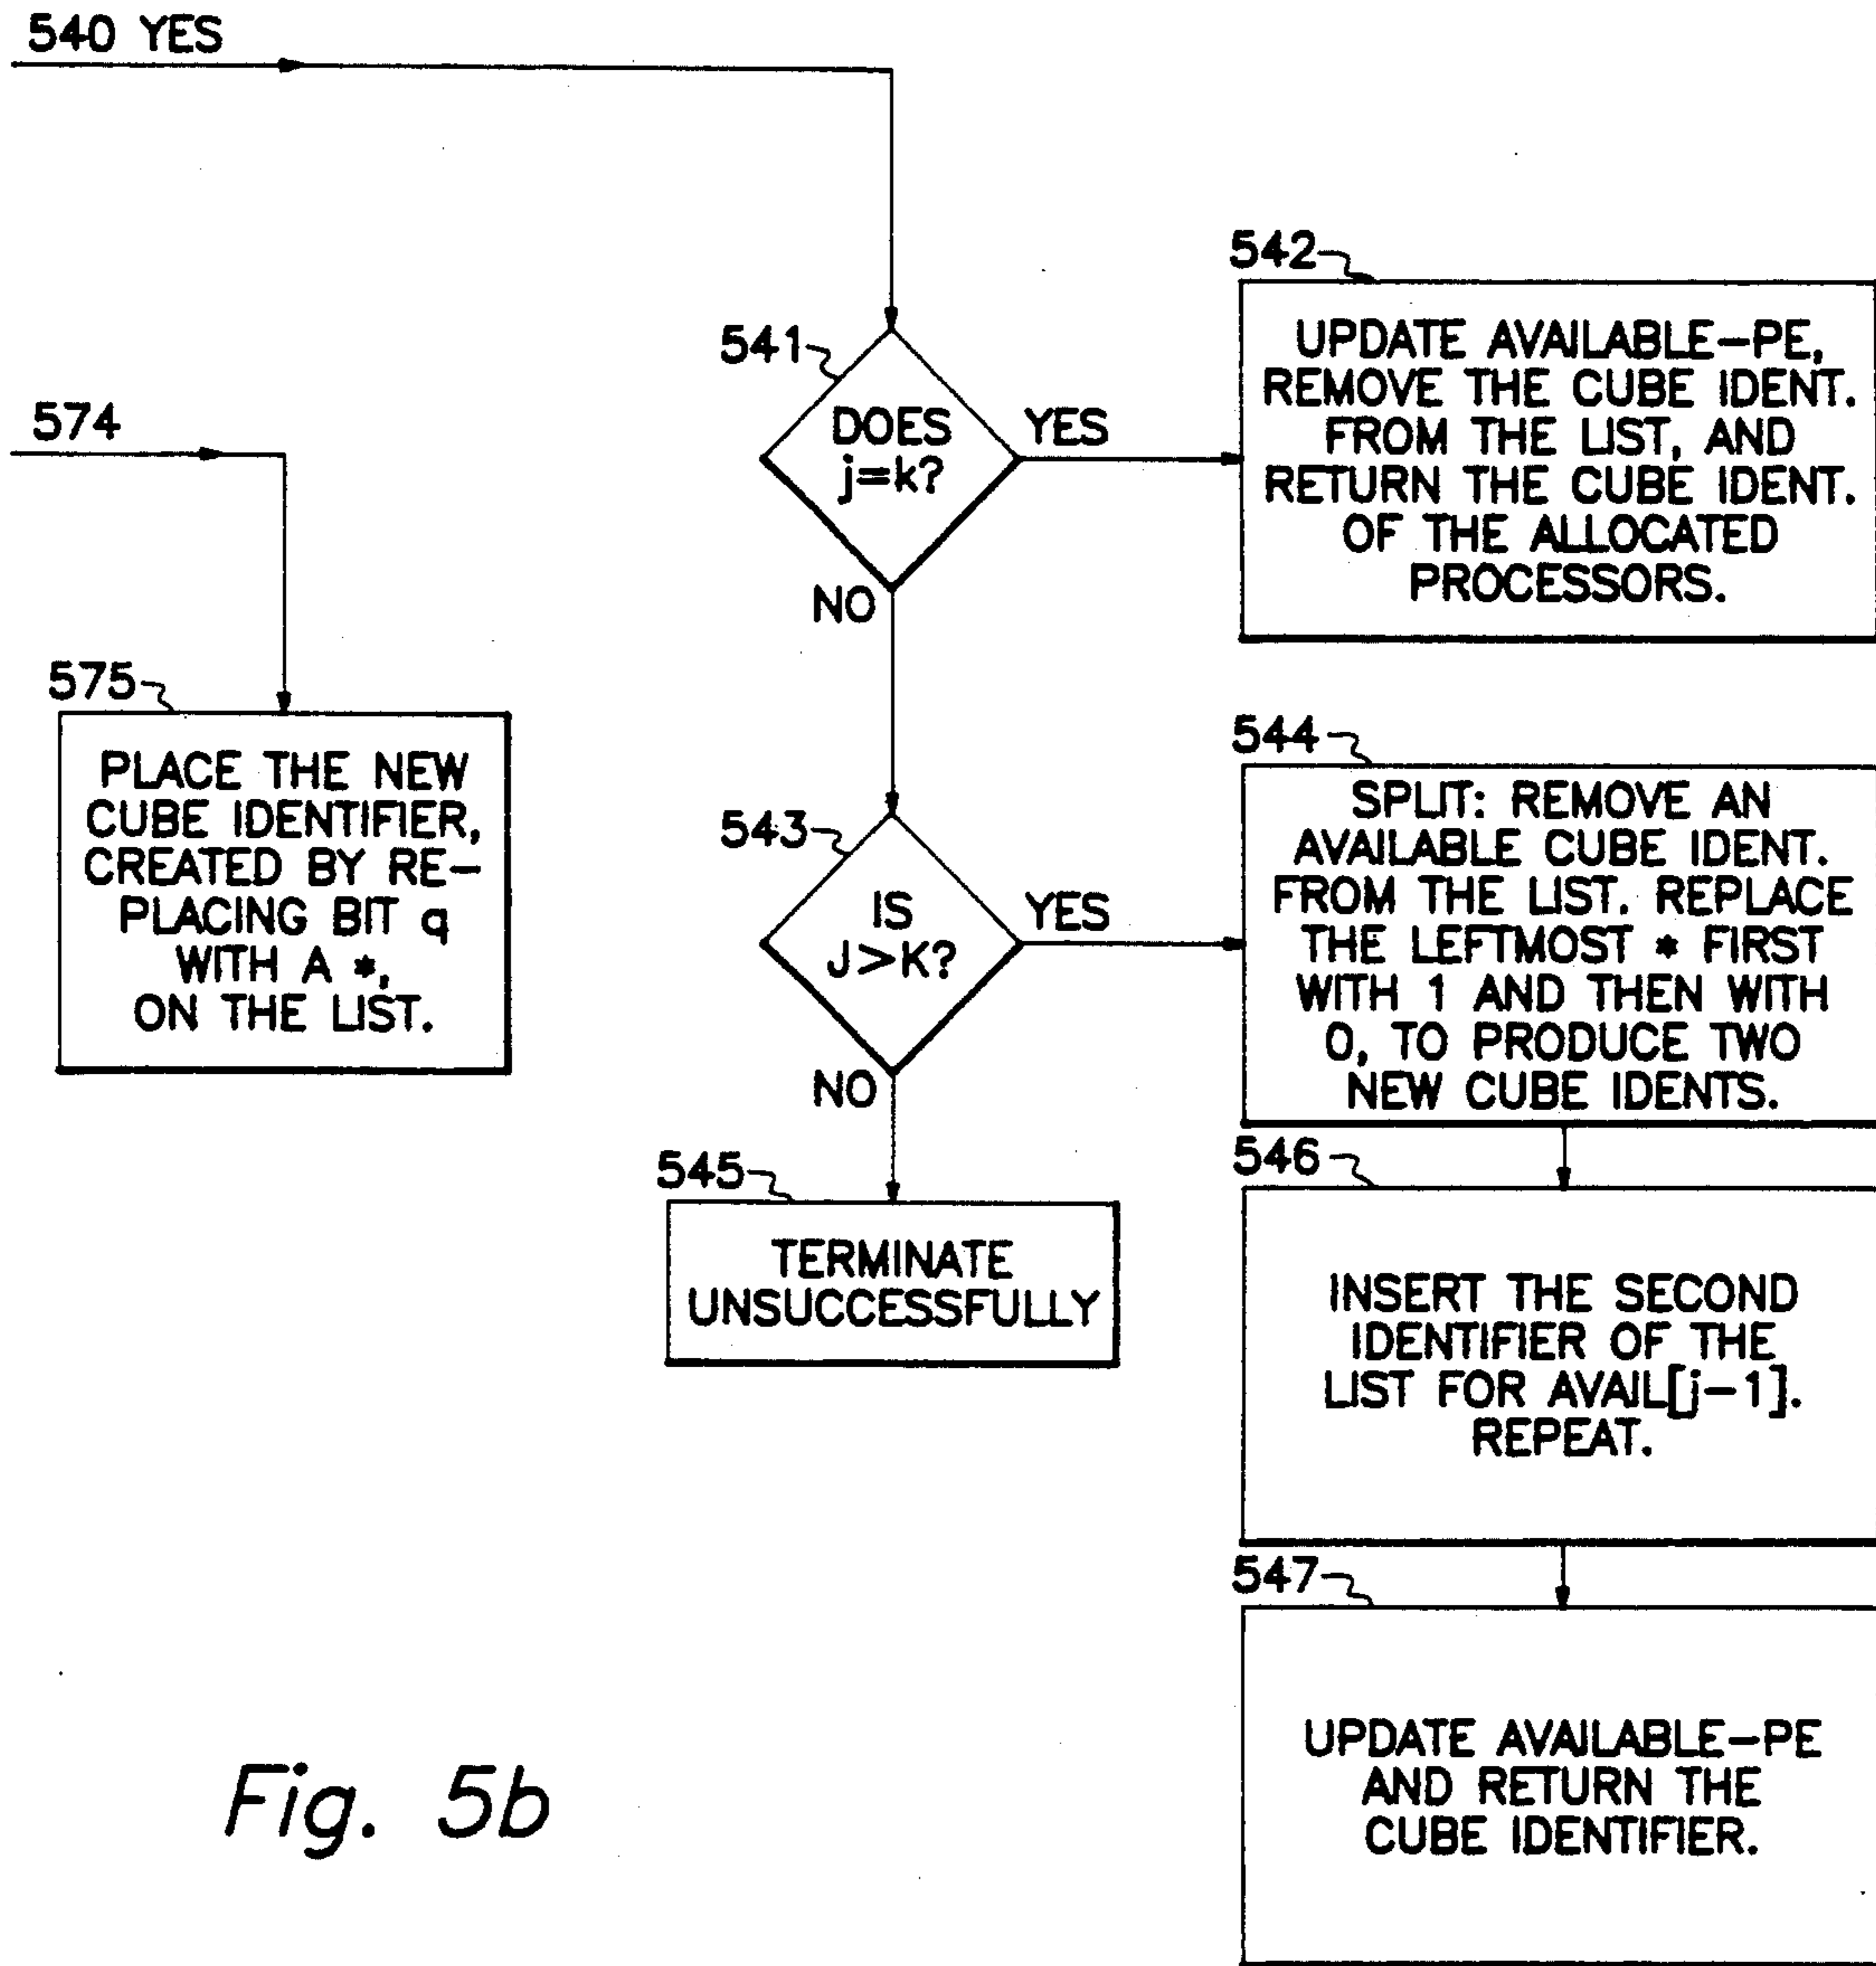 540 YES
574
541
DOES
j=k?
YES
NO
542
UPDATE AVAILABLE-PE,
REMOVE THE CUBE IDENT.
FROM THE LIST, AND
RETURN THE CUBE IDENT.
OF THE ALLOCATED
PROCESSORS.
575
PLACE THE NEW
CUBE IDENTIFIER,
CREATED BY RE-
PLACING BIT q
WITH A *,
ON THE LIST.
543
IS
J>K?
YES
NO
544
SPLIT: REMOVE AN
AVAILABLE CUBE IDENT.
FROM THE LIST. REPLACE
THE LEFTMOST * FIRST
WITH 1 AND THEN WITH
0, TO PRODUCE TWO
NEW CUBE IDENTS.
545
TERMINATE
UNSUCCESSFULLY
546
INSERT THE SECOND
IDENTIFIER OF THE
LIST FOR AVAIL[j-1].
REPEAT.
547
UPDATE AVAILABLE-PE
AND RETURN THE
CUBE IDENTIFIER.
Fig. 5b